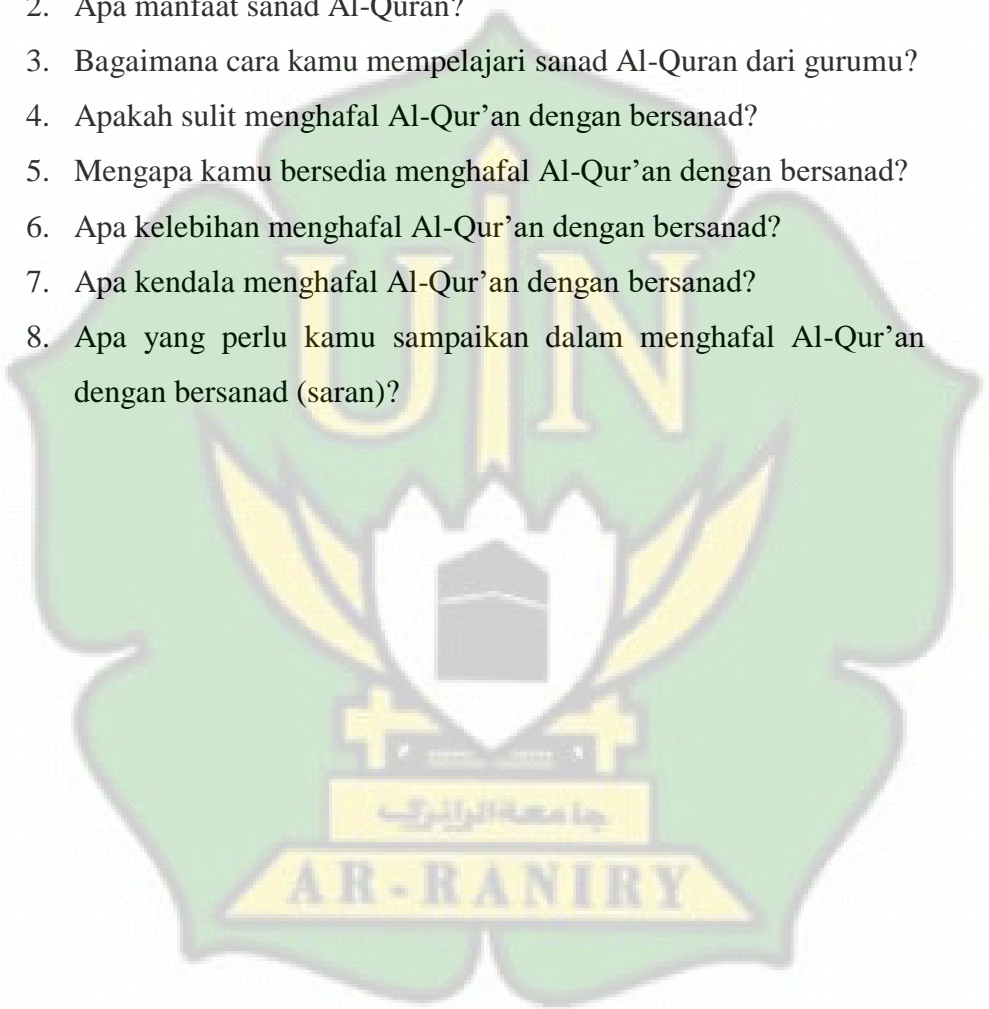 2. Apa manfaat sanad Al-Quran?
3. Bagaimana cara kamu mempelajari sanad Al-Quran dari gurumu?
4. Apakah sulit menghafal Al-Qur’an dengan bersanad?
5. Mengapa kamu bersedia menghafal Al-Qur’an dengan bersanad?
6. Apa kelebihan menghafal Al-Qur’an dengan bersanad?
7. Apa kendala menghafal Al-Qur’an dengan bersanad?
8. Apa yang perlu kamu sampaikan dalam menghafal Al-Qur’an
dengan bersanad (saran)?
UIN
جامعة الرانري
AR-RANIRY